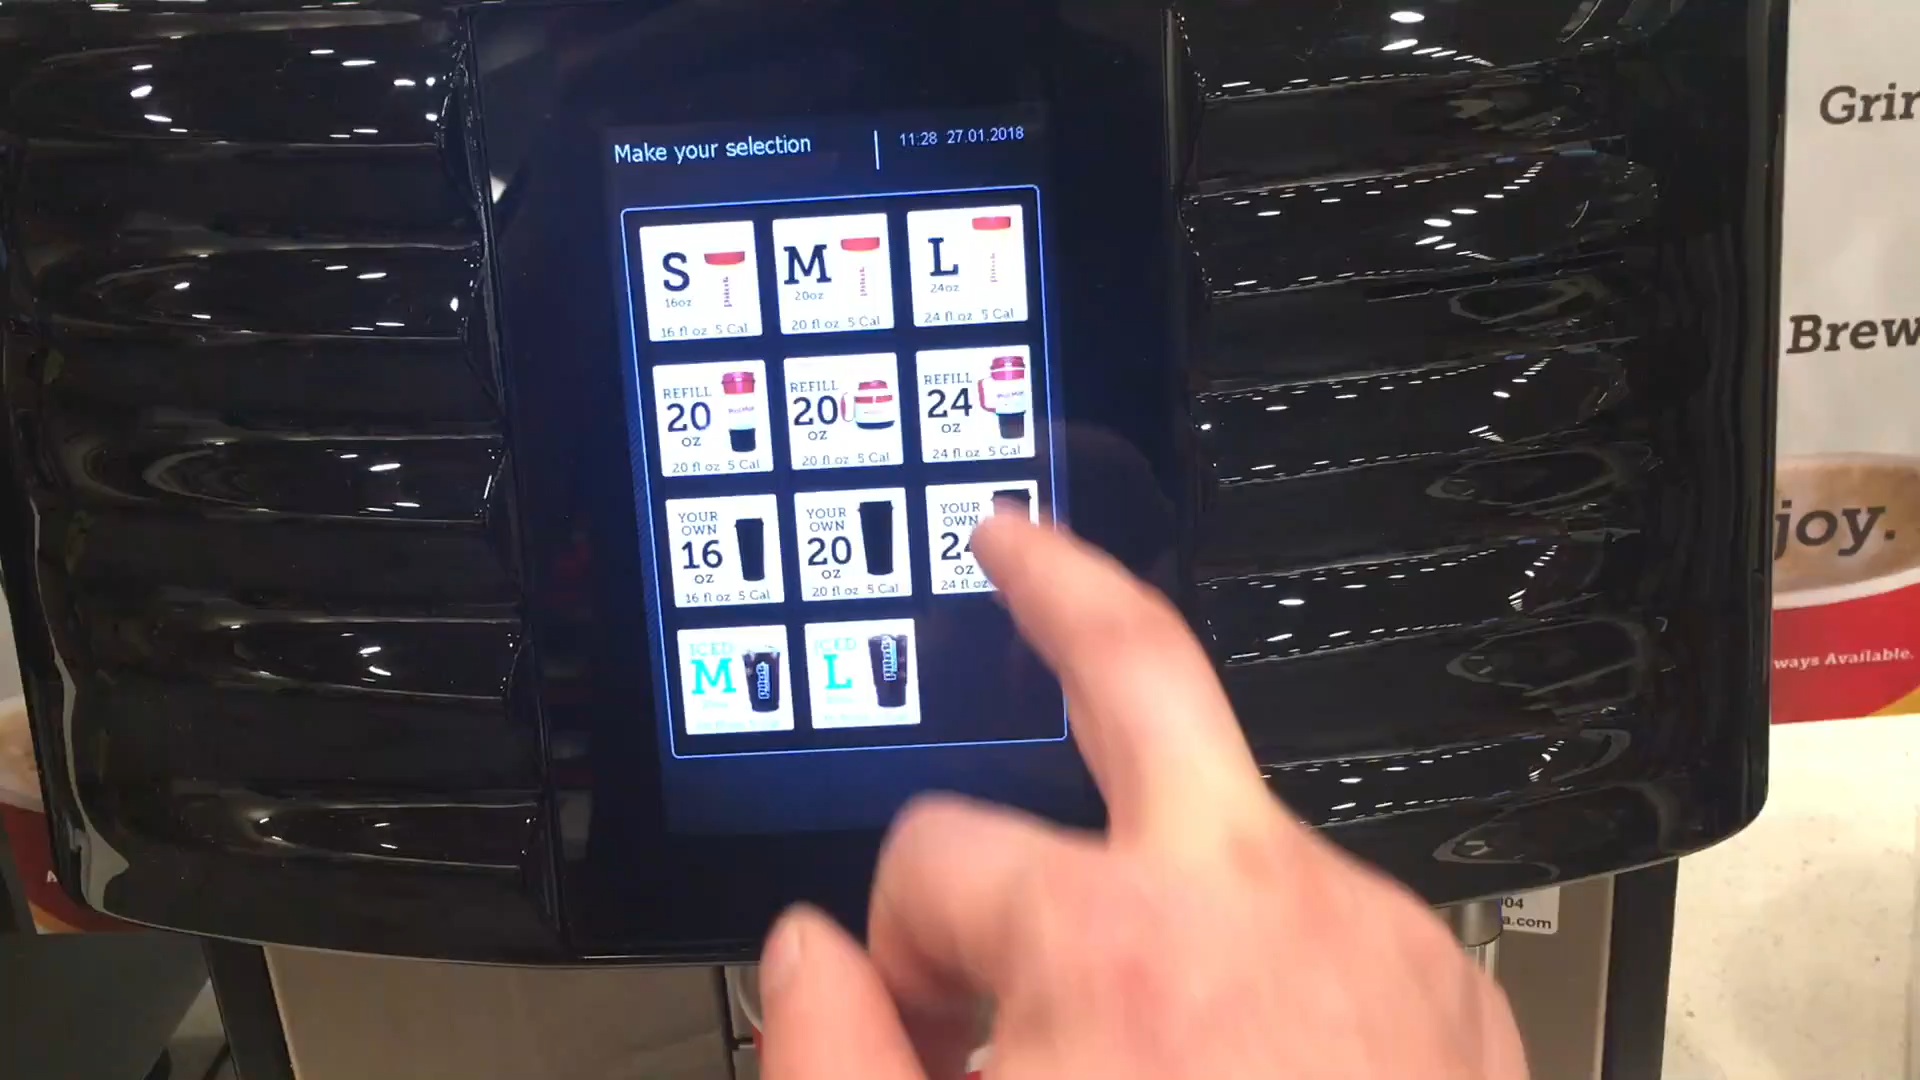 Make your selection
11:28 27.01.2018
S
16oz
16 fl oz 5 Cal
M
20oz
20 fl oz 5 Cal
L
24oz
24 fl oz 5 Cal
REFILL
20
OZ
20 fl oz 5 Cal
REFILL
20
OZ
20 fl oz 5 Cal
REFILL
24
OZ
24 fl oz 5 Cal
YOUR
OWN
16
OZ
16 fl oz 5 Cal
YOUR
OWN
20
OZ
20 fl oz 5 Cal
YOUR
OWN
24
OZ
24 fl oz
ICED
M
ICED
L
Grin
Brew
joy.
ways Available.
04
a.com